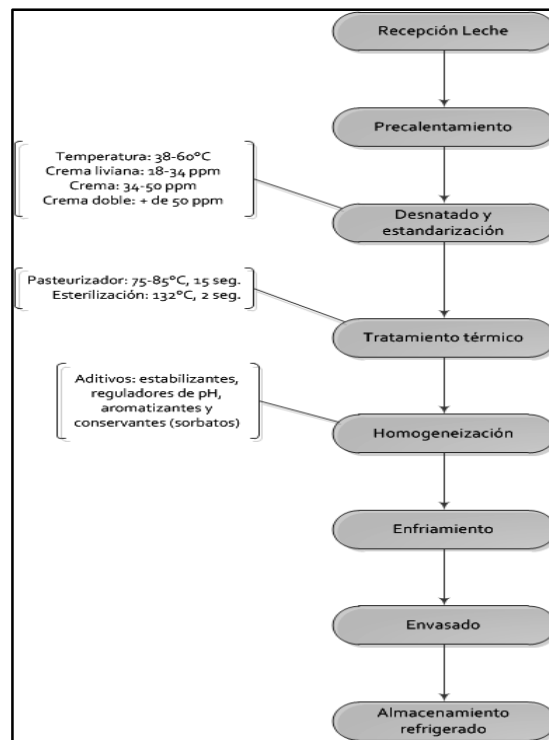 Recepción Leche
Precalentamiento
Temperatura: 38-60°C
Crema liviana: 18-34 ppm
Crema: 34-50 ppm
Crema doble: + de 50 ppm
Desnatado y
estandarización
Pasteurizador: 75-85°C, 15 seg.
Esterilización: 132°C, 2 seg.
Tratamiento térmico
Aditivos: estabilizantes,
reguladores de pH,
aromatizantes y
conservantes (sorbatos)
Homogeneización
Enfriamiento
Envasado
Almacenamiento
refrigerado